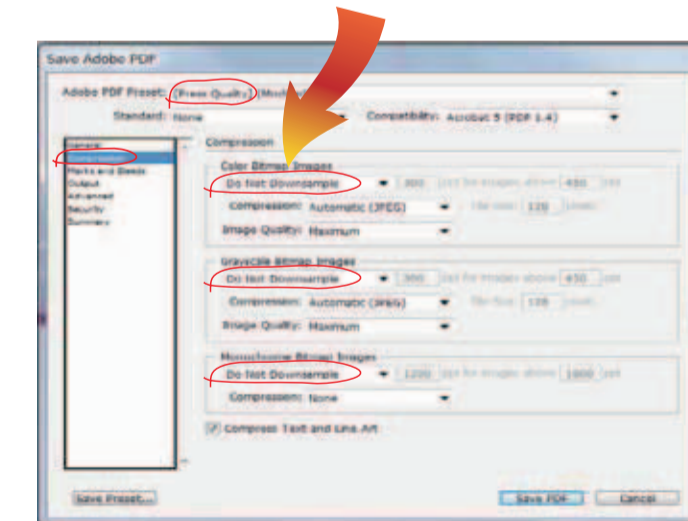 Save Adobe PDF
Adobe PDF Preset: [Press Quality]
Standard: None Compatibility: Acrobat 5 (PDF 1.4)
General
Compression
Marks and Bleeds
Output
Advanced
Security
Summary
Compression
Color Bitmap Images
Do Not Downsample 300 ppi for images above 450 ppi
Compression: Automatic (JPEG) Tile Size: 128
Image Quality: Maximum
Grayscale Bitmap Images
Do Not Downsample 300 ppi for images above 450 ppi
Compression: Automatic (JPEG) Tile Size: 128
Image Quality: Maximum
Monochrome Bitmap Images
Do Not Downsample 1200 ppi for images above 1800 ppi
Compression: None
Compress Text and Line Art
Save Preset... Save PDF Cancel